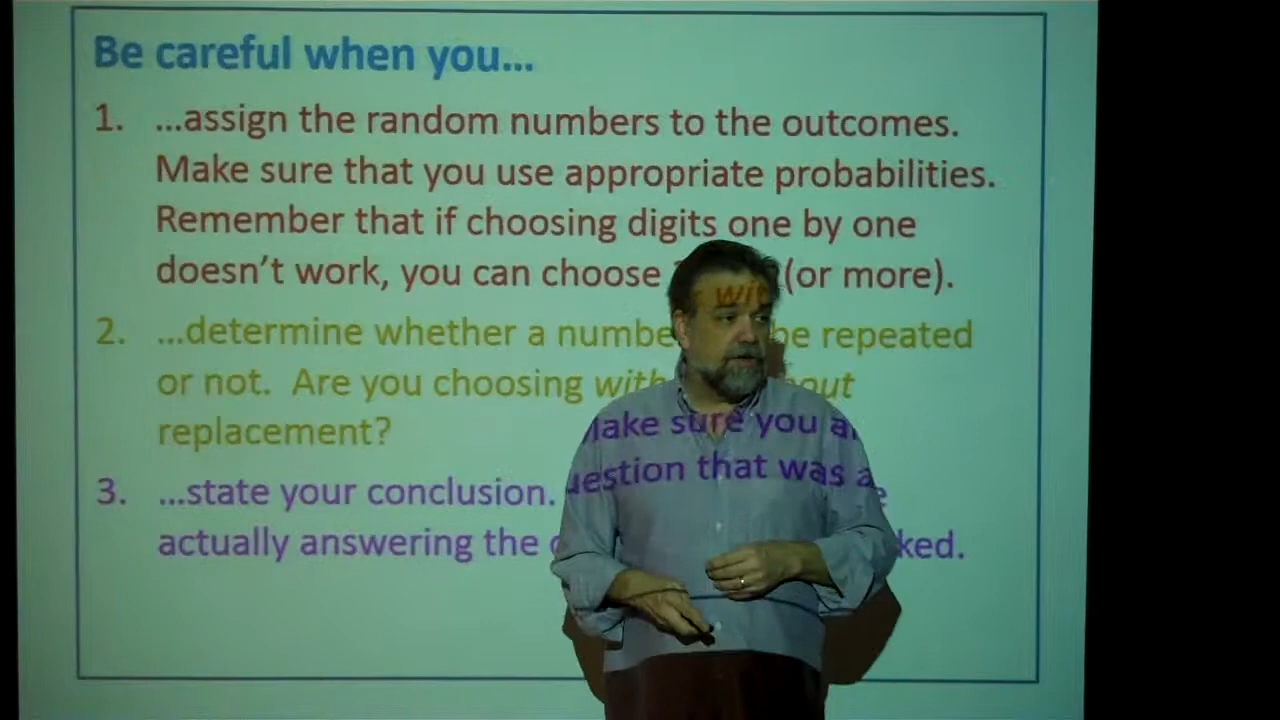 Be careful when you...
1. ...assign the random numbers to the outcomes.
Make sure that you use appropriate probabilities.
Remember that if choosing digits one by one
doesn't work, you can choose (or more).
2. ...determine whether a number be repeated
or not. Are you choosing with
replacement?
3. ...state your conclusion. Make sure you are
actually answering the question that was asked.